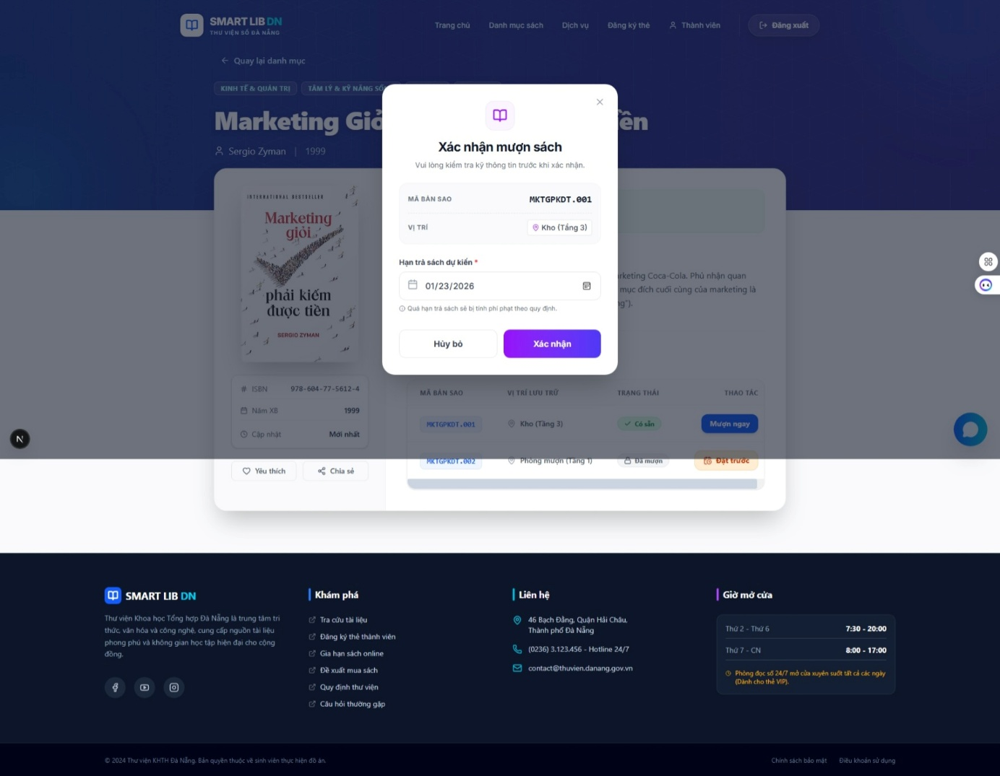 SMART LIB DN
THƯ VIỆN SỐ ĐÀ NẴNG
Trang chủ
Danh mục sách
Dịch vụ
Đăng ký thẻ
Thành viên
Đăng xuất
Quay lại danh mục
KINH TẾ & QUẢN TRỊ
TÂM LÝ & KỸ NĂNG SỐ
Marketing Giỏ
ền
Sergio Zyman | 1999
Xác nhận mượn sách
Vui lòng kiểm tra kỹ thông tin trước khi xác nhận.
MÃ BẢN SAO
MKTGPKDT.001
VỊ TRÍ
Kho (Tầng 3)
Hạn trả sách dự kiến *
01/23/2026
Quá hạn trả sách sẽ bị tính phí phạt theo quy định.
Hủy bỏ
Xác nhận
INTERNATIONAL BESTSELLER
Marketing
giỏi
phải kiếm
được tiền
SERGIO ZYMAN
arketing Coca-Cola. Phủ nhận quan
mục đích cuối cùng của marketing là
ng").
# ISBN
978-604-77-5612-4
Năm XB
1999
Cập nhật
Mới nhất
Yêu thích
Chia sẻ
MÃ BẢN SAO
VỊ TRÍ LƯU TRỮ
TRẠNG THÁI
THAO TÁC
MKTGPKDT.001
Kho (Tầng 3)
Có sẵn
Mượn ngay
MKTGPKDT.002
Phòng mượn (Tầng 1)
Đã mượn
Đặt trước
N
SMART LIB DN
Thư viện Khoa học Tổng hợp Đà Nẵng là trung tâm tri
thức, văn hóa và công nghệ, cung cấp nguồn tài liệu
phong phú và không gian học tập hiện đại cho cộng
đồng.
Khám phá
Tra cứu tài liệu
Đăng ký thẻ thành viên
Gia hạn sách online
Đề xuất mua sách
Quy định thư viện
Câu hỏi thường gặp
Liên hệ
46 Bạch Đằng, Quận Hải Châu,
Thành phố Đà Nẵng
(0236) 3.123.456 - Hotline 24/7
contact@thuvien.danang.gov.vn
Giờ mở cửa
Thứ 2 - Thứ 6
7:30 - 20:00
Thứ 7 - CN
8:00 - 17:00
Phòng đọc số 24/7 mở cửa xuyên suốt tất cả các ngày
(Dành cho thẻ VIP).
© 2024 Thư viện KHTH Đà Nẵng. Bản quyền thuộc về sinh viên thực hiện đồ án.
Chính sách bảo mật
Điều khoản sử dụng